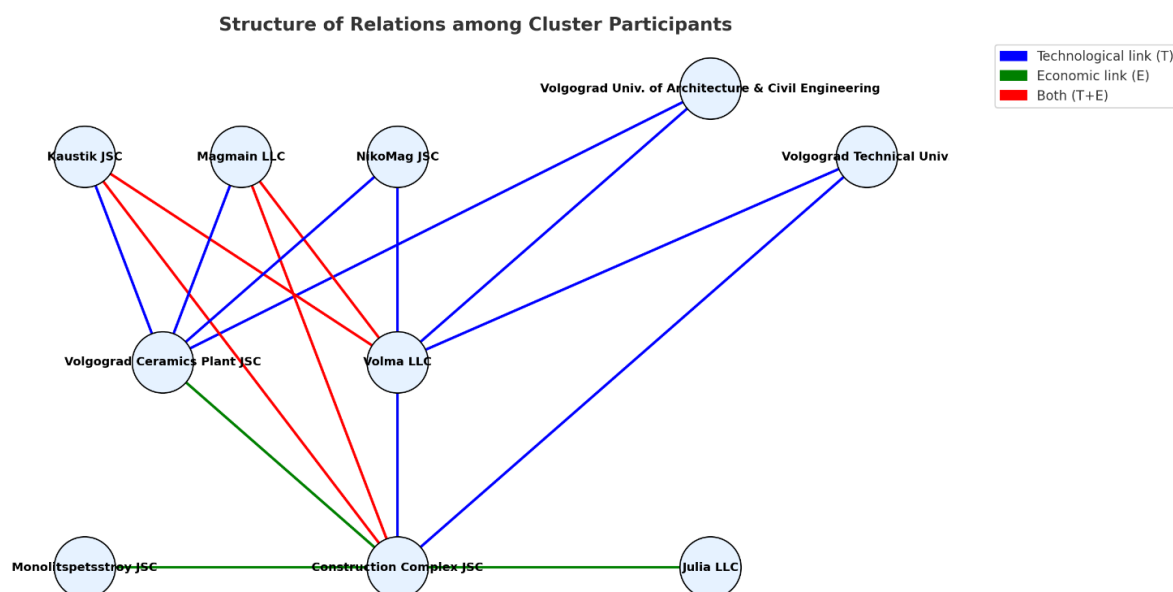 Structure of Relations among Cluster Participants
Technological link (T)
Economic link (E)
Both (T+E)
Volgograd Univ. of Architecture & Civil Engineering
Kaustik JSC
Magmain LLC
NikoMag JSC
Volgograd Technical Univ
Volgograd Ceramics Plant JSC
Volma LLC
Monolitspetsstroy JSC
Construction Complex JSC
Julia LLC